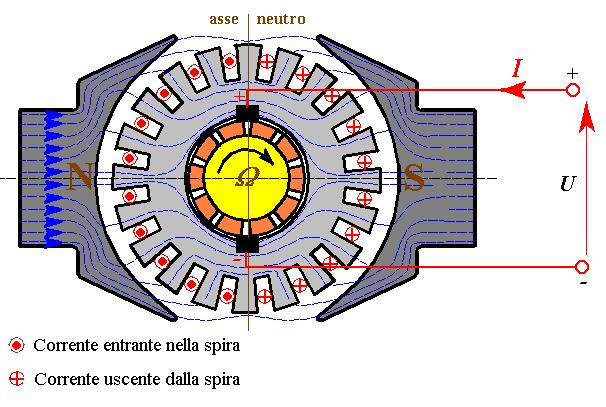 asse neutro
I
+
+
N
Ω
S
U
-
-
Corrente entrante nella spira
Corrente uscente dalla spira